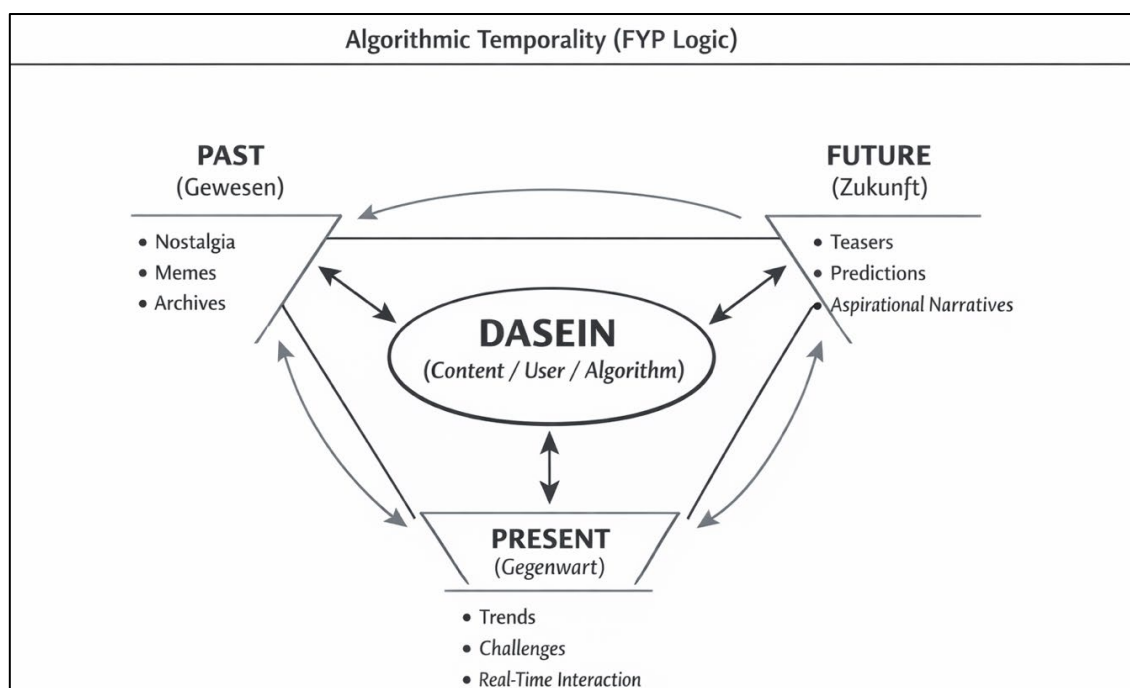 Algorithmic Temporality (FYP Logic)
PAST
(Gewesen)
• Nostalgia
• Memes
• Archives
FUTURE
(Zukunft)
• Teasers
• Predictions
• Aspirational Narratives
DASEIN
(Content / User / Algorithm)
PRESENT
(Gegenwart)
• Trends
• Challenges
• Real-Time Interaction